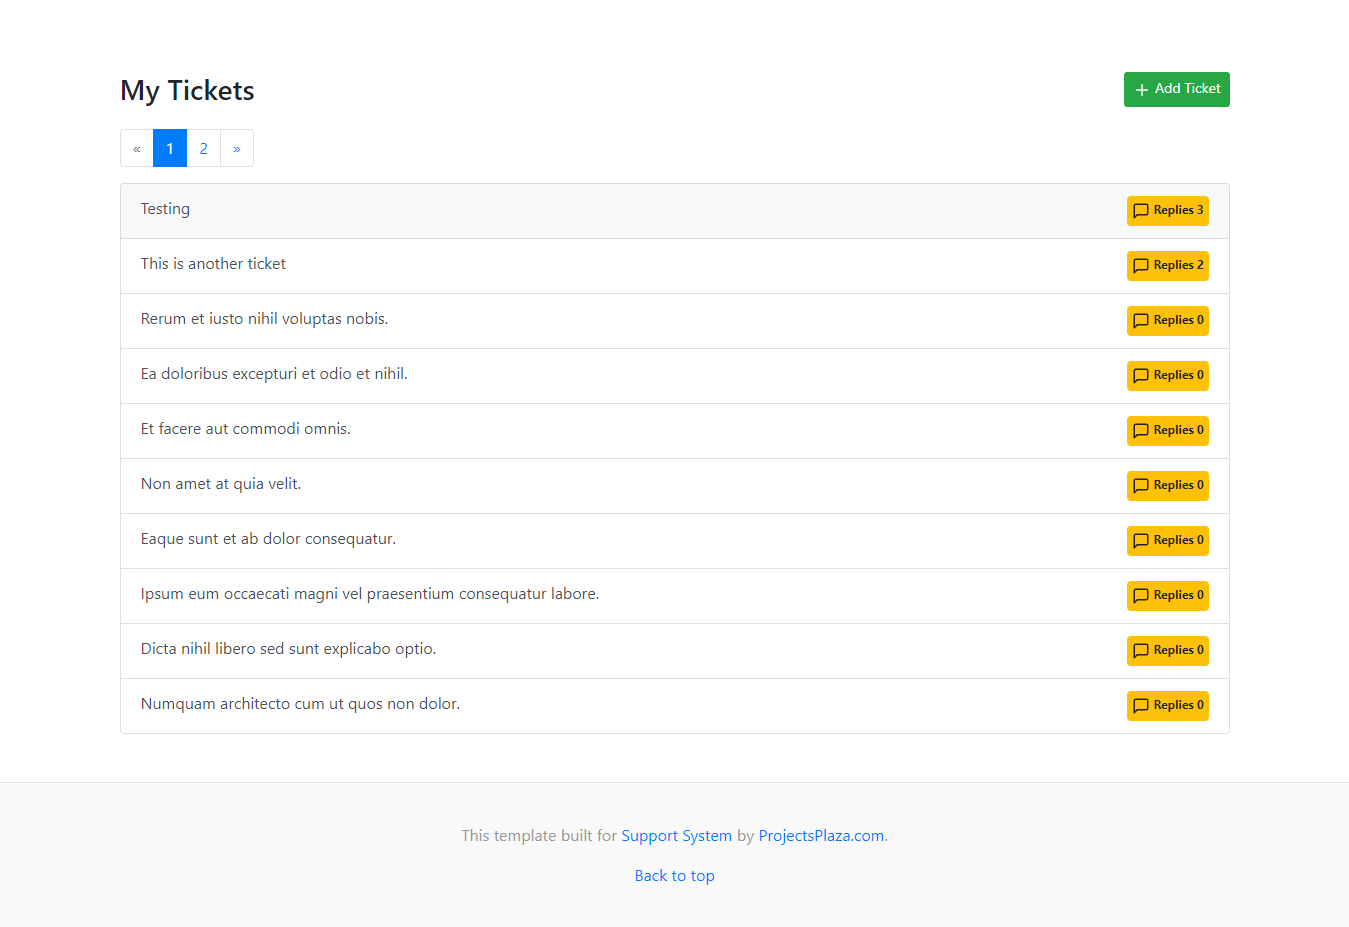 My Tickets
+ Add Ticket
« 1 2 »
Testing
Replies 3
This is another ticket
Replies 2
Rerum et iusto nihil voluptas nobis.
Replies 0
Ea doloribus excepturi et odio et nihil.
Replies 0
Et facere aut commodi omnis.
Replies 0
Non amet at quia velit.
Replies 0
Eaque sunt et ab dolor consequatur.
Replies 0
Ipsum eum occaecati magni vel praesentium consequatur labore.
Replies 0
Dicta nihil libero sed sunt explicabo optio.
Replies 0
Numquam architecto cum ut quos non dolor.
Replies 0
This template built for Support System by ProjectsPlaza.com.
Back to top